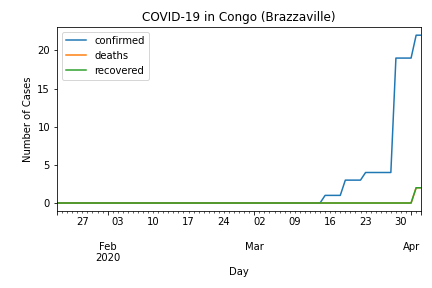 COVID-19 in Congo (Brazzaville)
confirmed
deaths
recovered
Number of Cases
20
15
10
5
0
27 03 10 17 24 02 09 16 23 30
Feb Mar Apr
2020
Day